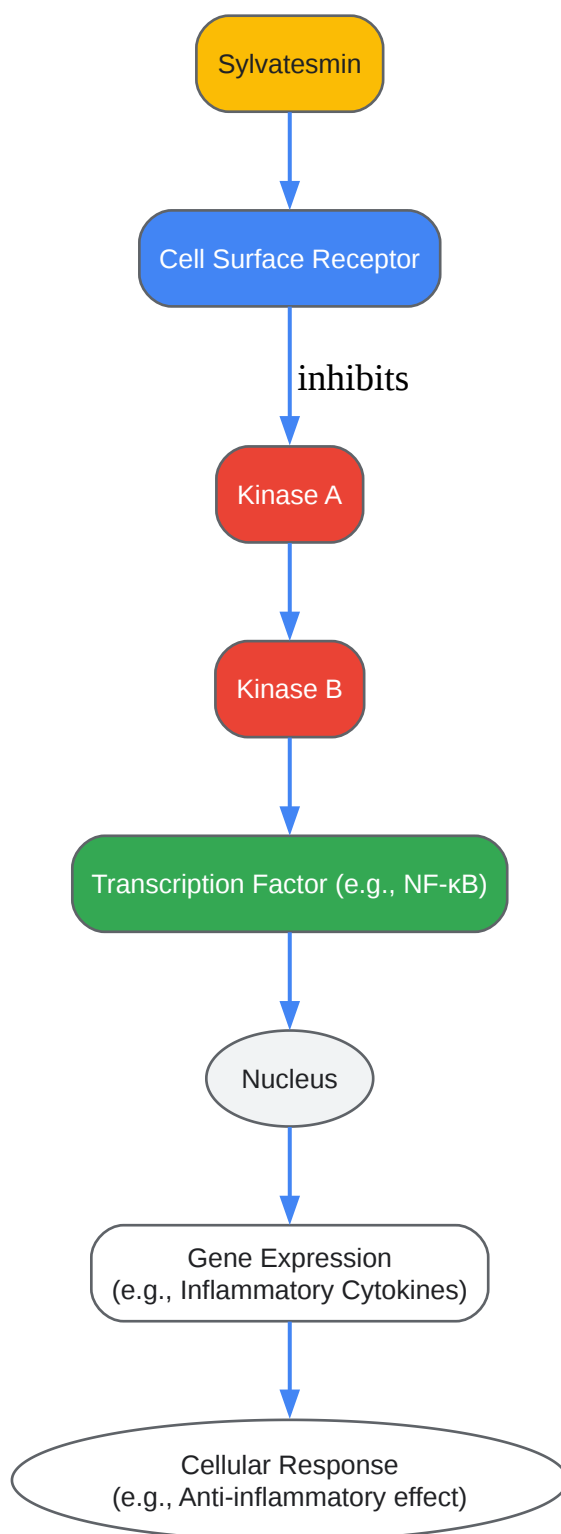 Sylvatesmin
Cell Surface Receptor
inhibits
Kinase A
Kinase B
Transcription Factor (e.g., NF-κB)
Nucleus
Gene Expression
(e.g., Inflammatory Cytokines)
Cellular Response
(e.g., Anti-inflammatory effect)